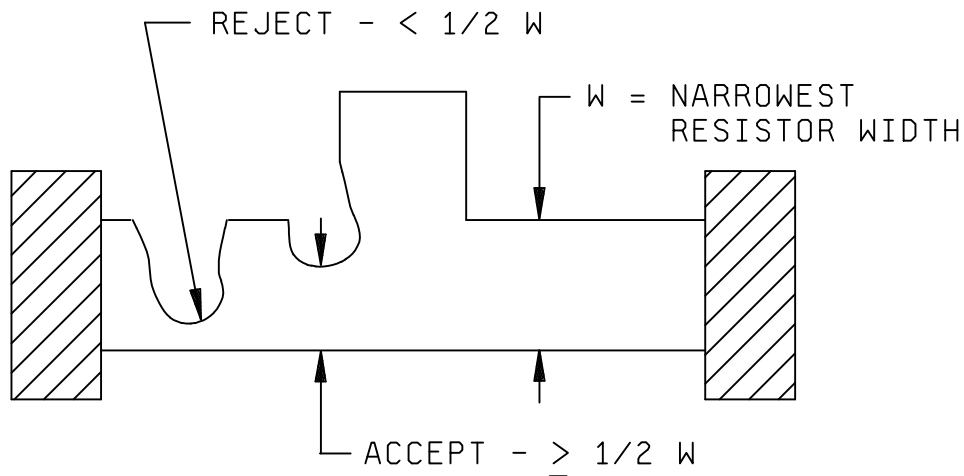 REJECT - < 1/2 W
W = NARROWEST
RESISTOR WIDTH
ACCEPT - ≥ 1/2 W